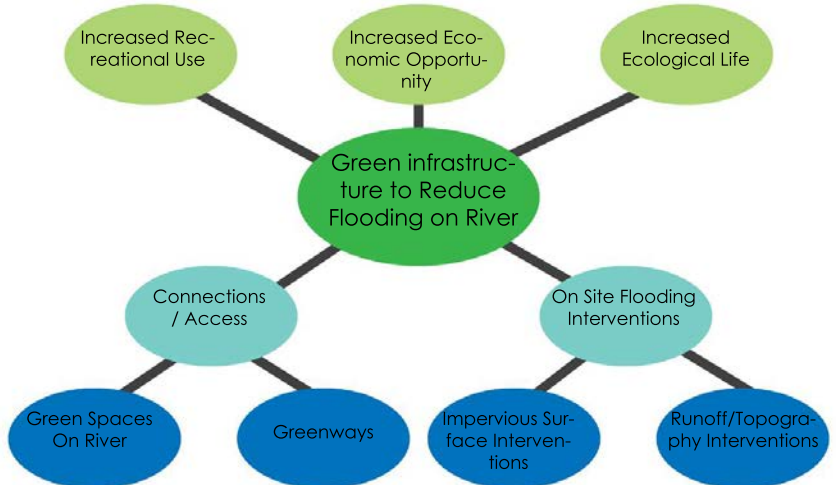 Increased Rec-
reational Use
Increased Eco-
nomic Opportu-
nity
Increased
Ecological Life
Green infrastruc-
ture to Reduce
Flooding on River
Connections
/ Access
On Site Flooding
Interventions
Green Spaces
On River
Greenways
Impervious Sur-
face Interven-
tions
Runoff/Topogra-
phy Interventions